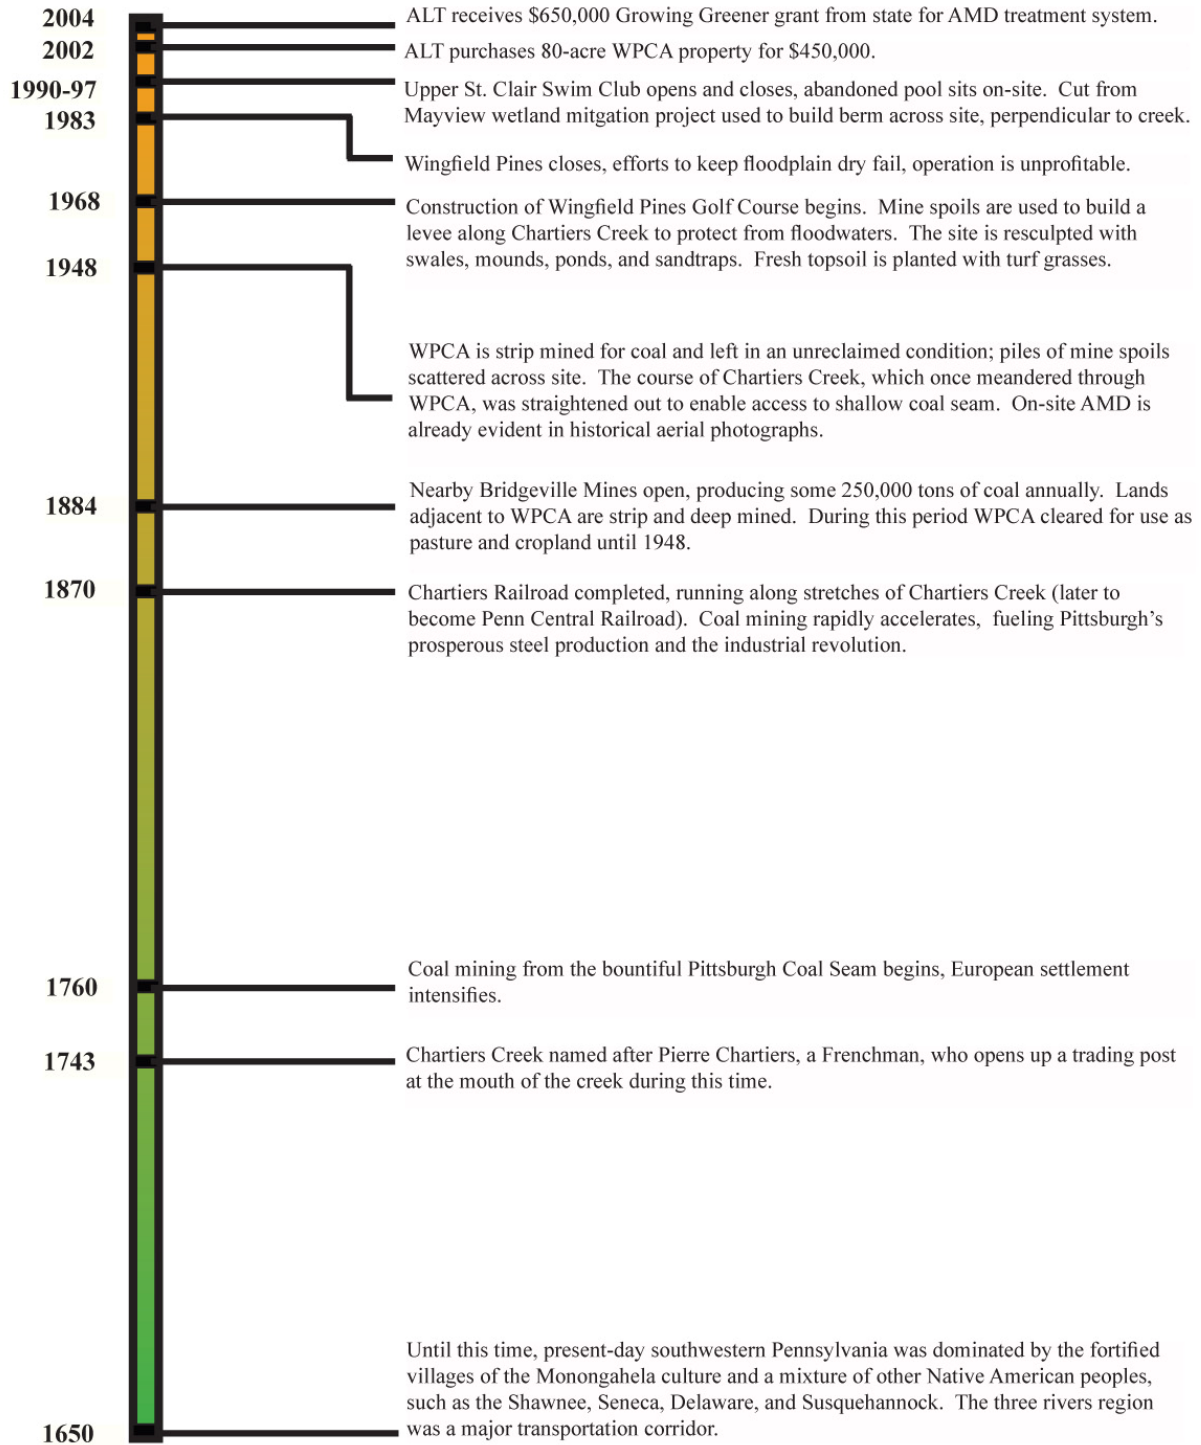 2004
ALT receives $650,000 Growing Greener grant from state for AMD treatment system.
2002
ALT purchases 80-acre WPCA property for $450,000.
1990-97
Upper St. Clair Swim Club opens and closes, abandoned pool sits on-site. Cut from
Mayview wetland mitgation project used to build berm across site, perpendicular to creek.
1983
Wingfield Pines closes, efforts to keep floodplain dry fail, operation is unprofitable.
1968
Construction of Wingfield Pines Golf Course begins. Mine spoils are used to build a
levee along Chartiers Creek to protect from floodwaters. The site is resculpted with
swales, mounds, ponds, and sandtraps. Fresh topsoil is planted with turf grasses.
1948
WPCA is strip mined for coal and left in an unreclaimed condition; piles of mine spoils
scattered across site. The course of Chartiers Creek, which once meandered through
WPCA, was straightened out to enable access to shallow coal seam. On-site AMD is
already evident in historical aerial photographs.
1884
Nearby Bridgeville Mines open, producing some 250,000 tons of coal annually. Lands
adjacent to WPCA are strip and deep mined. During this period WPCA cleared for use as
pasture and cropland until 1948.
1870
Chartiers Railroad completed, running along stretches of Chartiers Creek (later to
become Penn Central Railroad). Coal mining rapidly accelerates, fueling Pittsburgh's
prosperous steel production and the industrial revolution.
1760
Coal mining from the bountiful Pittsburgh Coal Seam begins, European settlement
intensifies.
1743
Chartiers Creek named after Pierre Chartiers, a Frenchman, who opens up a trading post
at the mouth of the creek during this time.
1650
Until this time, present-day southwestern Pennsylvania was dominated by the fortified
villages of the Monongahela culture and a mixture of other Native American peoples,
such as the Shawnee, Seneca, Delaware, and Susquehannock. The three rivers region
was a major transportation corridor.